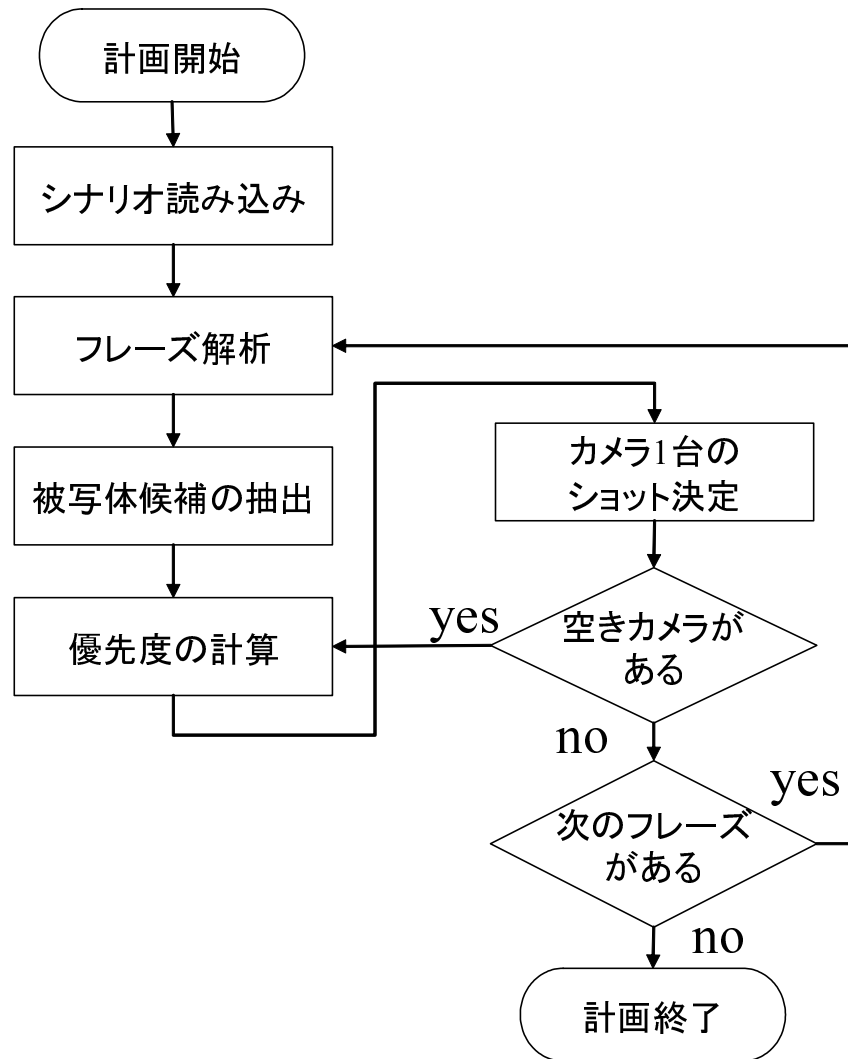 計画開始
シナリオ読み込み
フレーズ解析
被写体候補の抽出
優先度の計算
カメラ1台の
ショット決定
空きカメラが
ある
yes
no
次のフレーズ
がある
yes
no
計画終了